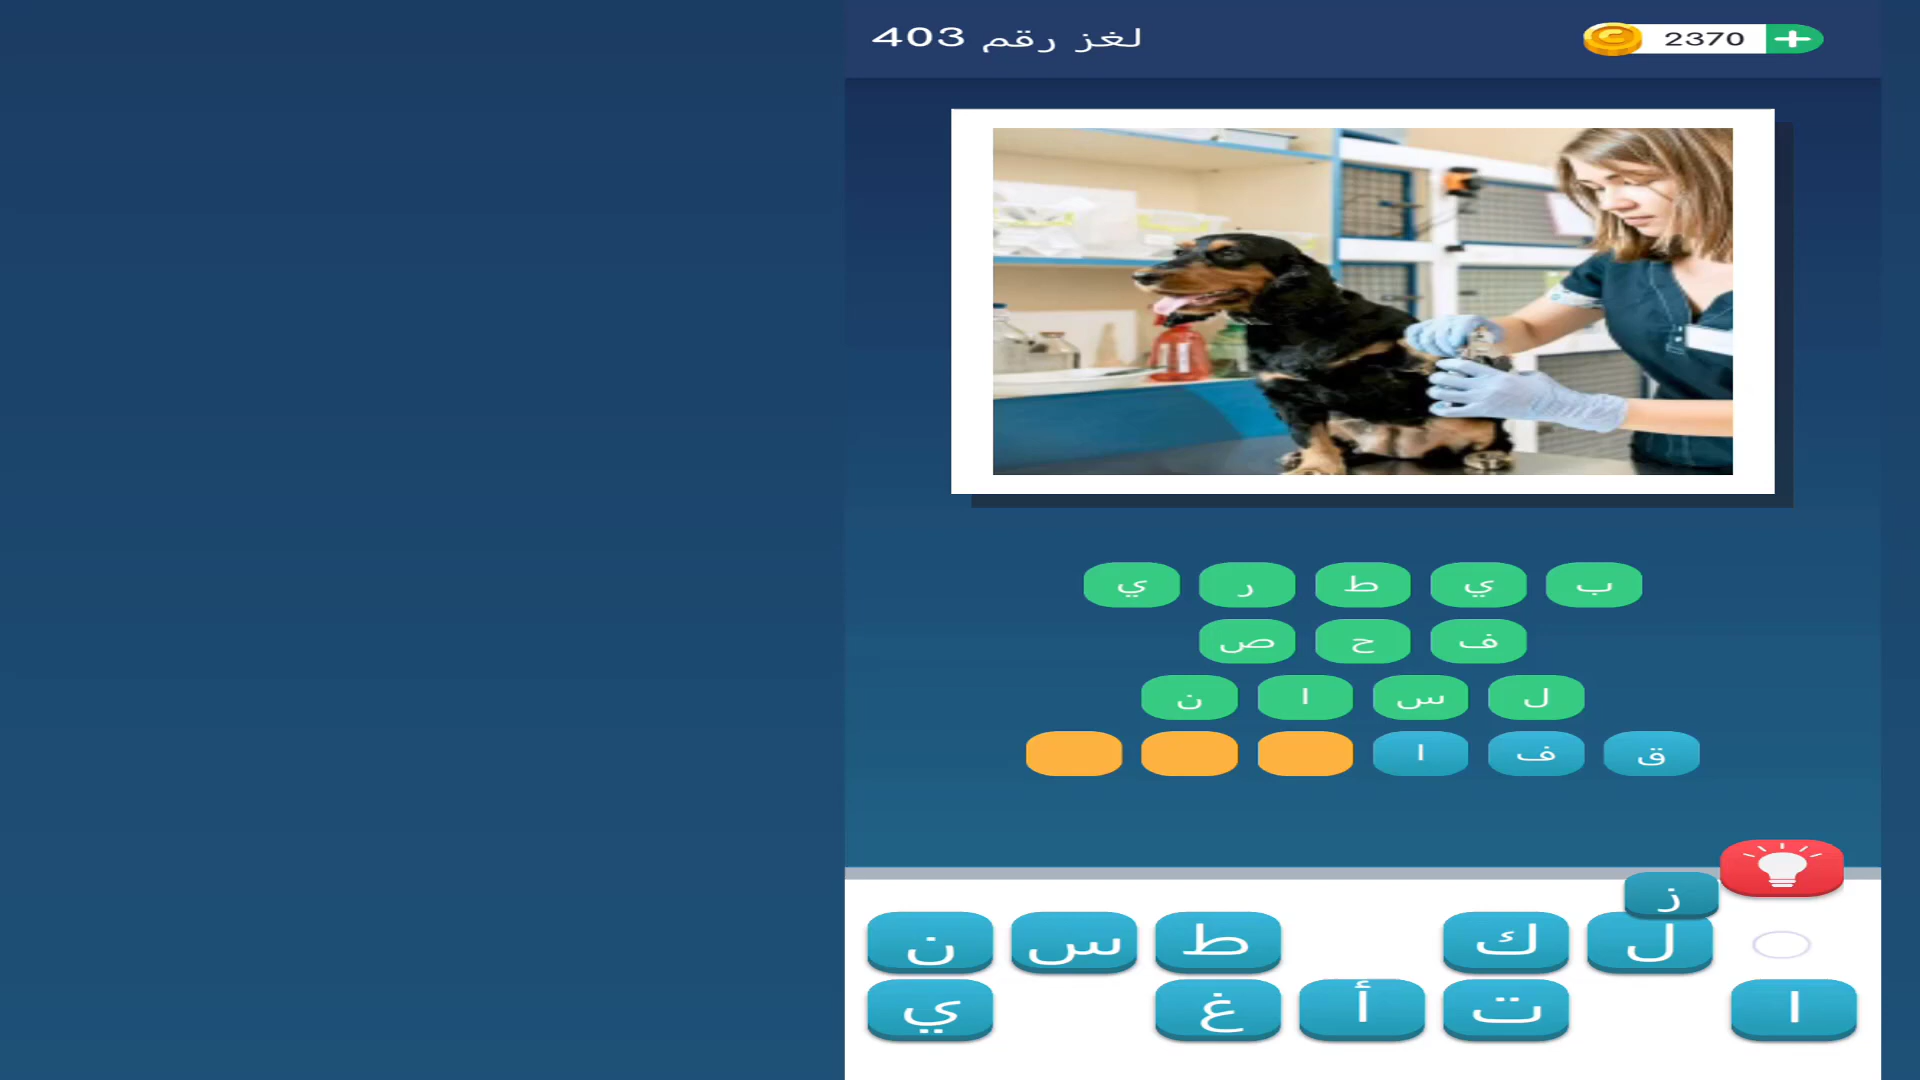 لغز رقم 403
2370 +
ب ي ط ر ي
ف ح ص
ل س ا ن
ق ف ا
ذ
ل ك ط س ن
ا ت أ غ ي